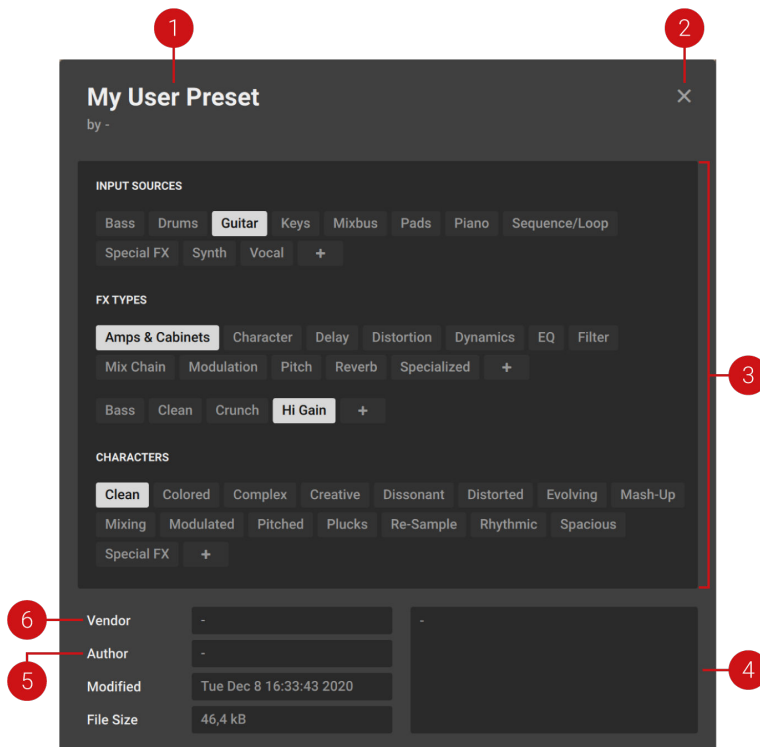 1
2
My User Preset
by -
INPUT SOURCES
Bass Drums Guitar Keys Mixbus Pads Piano Sequence/Loop
Special FX Synth Vocal +
FX TYPES
Amps & Cabinets Character Delay Distortion Dynamics EQ Filter
Mix Chain Modulation Pitch Reverb Specialized +
3
Bass Clean Crunch Hi Gain +
CHARACTERS
Clean Colored Complex Creative Dissonant Distorted Evolving Mash-Up
Mixing Modulated Pitched Plucks Re-Sample Rhythmic Spacious
Special FX +
6 Vendor - -
Author -
5 Modified Tue Dec 8 16:33:43 2020 4
File Size 46,4 kB